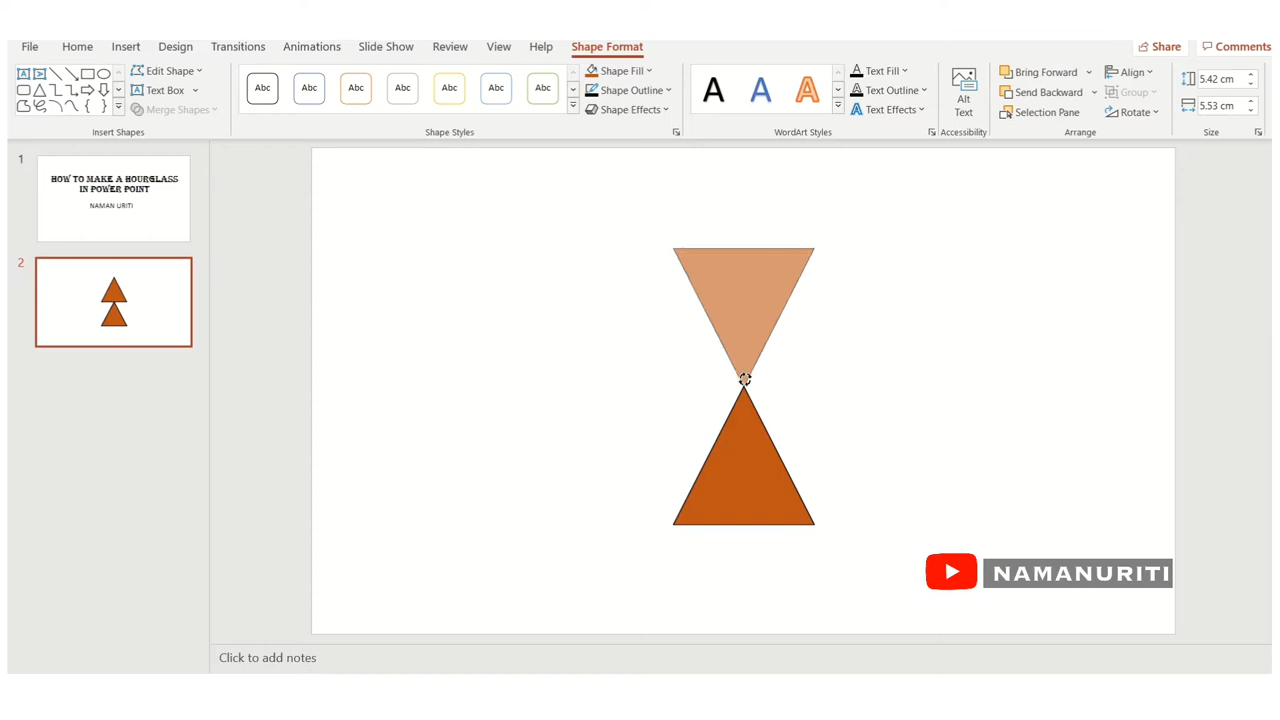 File Home Insert Design Transitions Animations Slide Show Review View Help Shape Format Share Comments
A A Edit Shape Abc Abc Abc Abc Abc Abc Abc Shape Fill A A A Text Fill Bring Forward Align 5.42 cm
Text Box Shape Outline Text Outline Alt Text Send Backward Group
Merge Shapes Shape Effects Text Effects Selection Pane Rotate 5.53 cm
Insert Shapes Shape Styles WordArt Styles Accessibility Arrange Size
1
HOW TO MAKE A HOURGLASS
IN POWER POINT
NAMAN URITI
2
NAMANURITI
Click to add notes